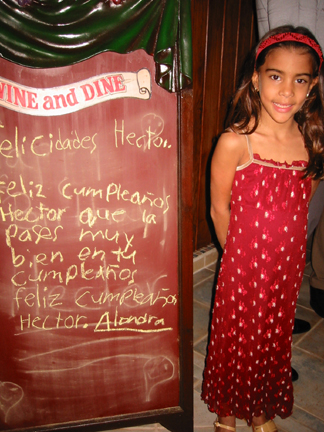 WINE and DINE
Felicidades Hector.
feliz cumpleaños
Hector que la
pases muy
bien en tu
cumpleaños
feliz cumpleaños
Hector. Alondra